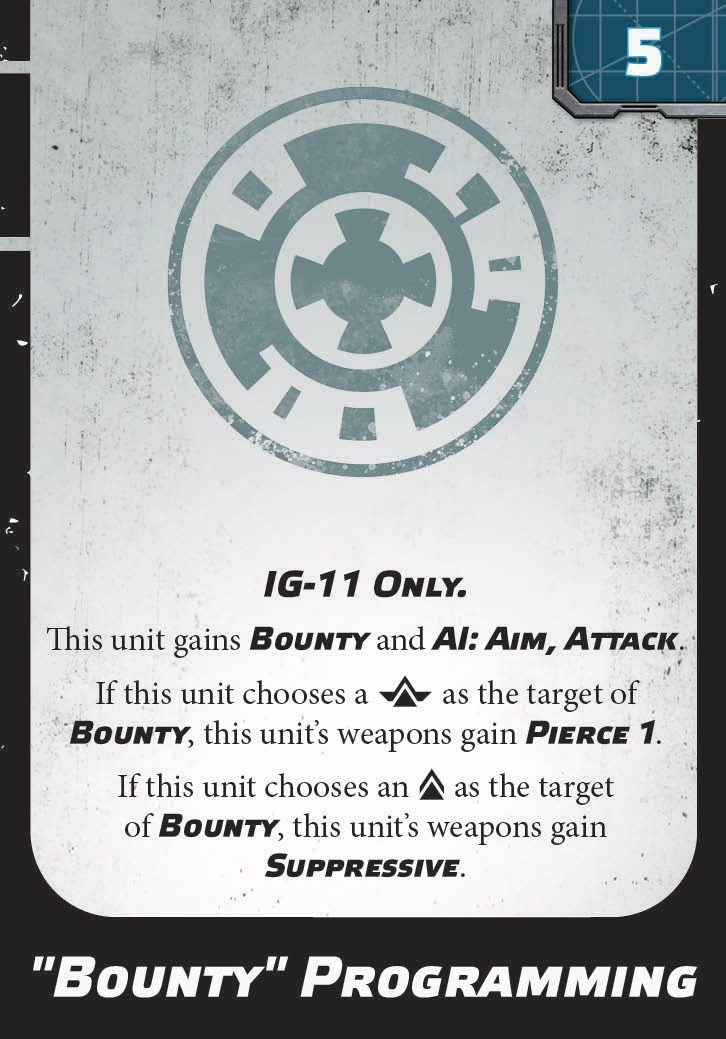 5
IG-11 Only.
This unit gains Bounty and AI: Aim, Attack.
If this unit chooses a as the target of
Bounty, this unit's weapons gain Pierce 1.
If this unit chooses an as the target
of Bounty, this unit's weapons gain
Suppressive.
"Bounty" Programming